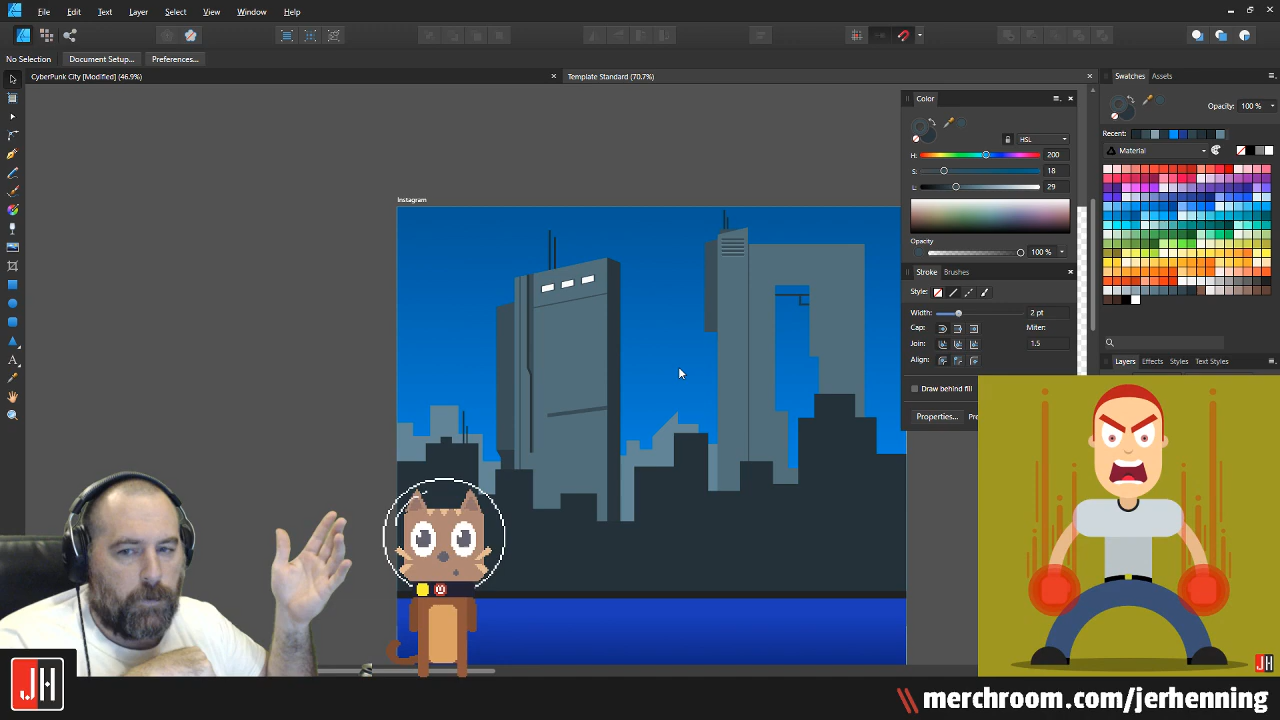 File Edit Text Layer Select View Window Help
No Selection Document Setup... Preferences...
CyberPunk City [Modified] (46.9%)
Template Standard (70.7%)
Instagram
Color
HSL
H: 200
S: 18
L: 29
Opacity
100 %
Stroke Brushes
Style:
Width: 2 pt
Cap: Miter:
Join: 1.5
Align:
Draw behind fill
Properties...
Swatches Assets
Opacity: 100 %
Recent:
Material
Layers Effects Styles Text Styles
JH
JH
\\ merchroom.com/jerhenning